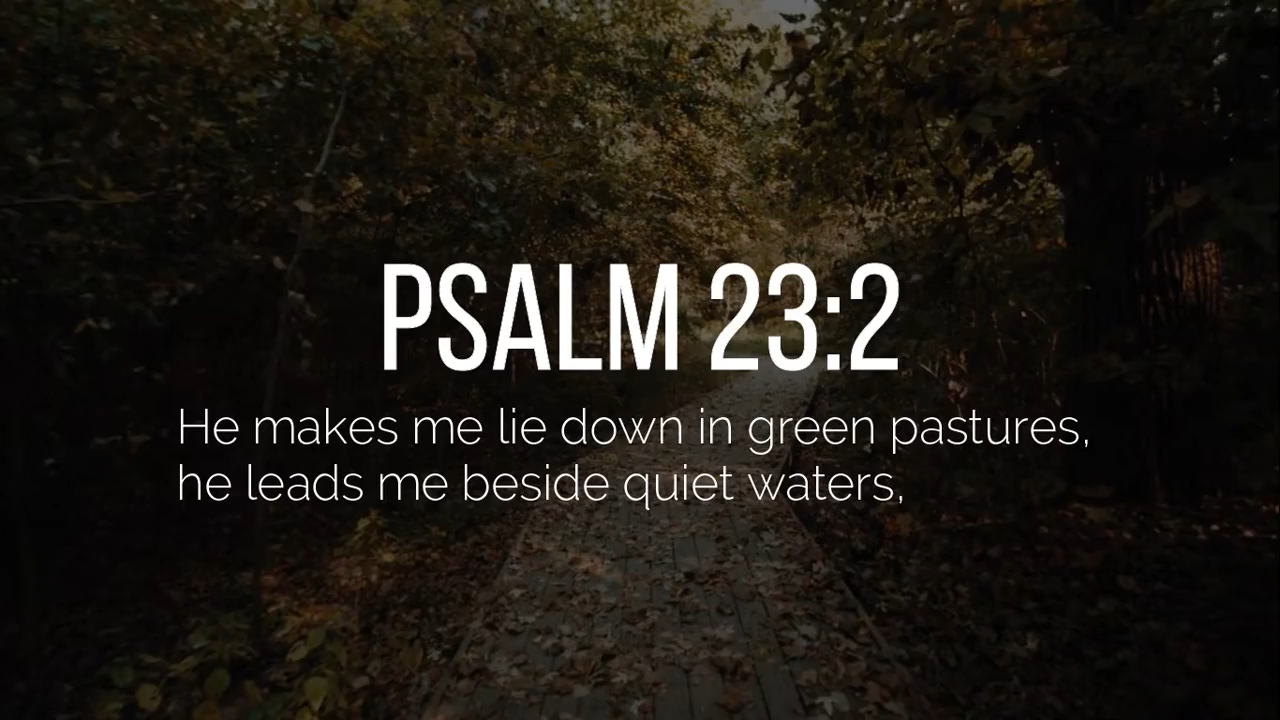 PSALM 23:2
He makes me lie down in green pastures,
he leads me beside quiet waters,